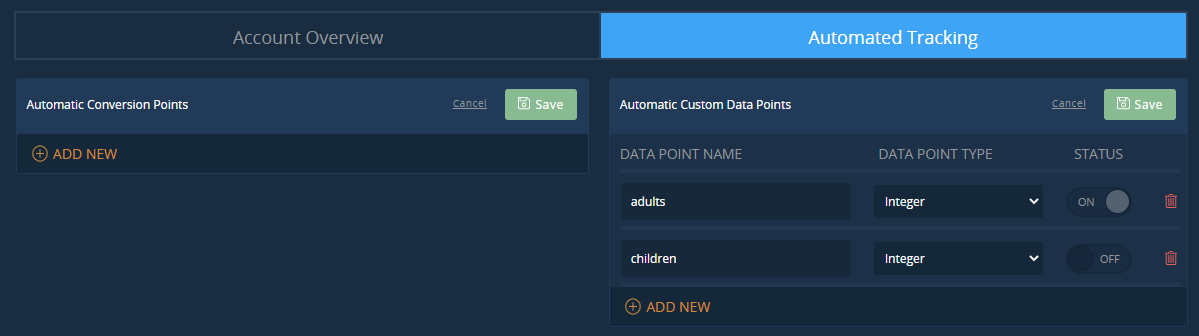 Account Overview
Automated Tracking
Automatic Conversion Points
Cancel
Save
ADD NEW
Automatic Custom Data Points
Cancel
Save
DATA POINT NAME
DATA POINT TYPE
STATUS
adults
Integer
ON
children
Integer
OFF
ADD NEW